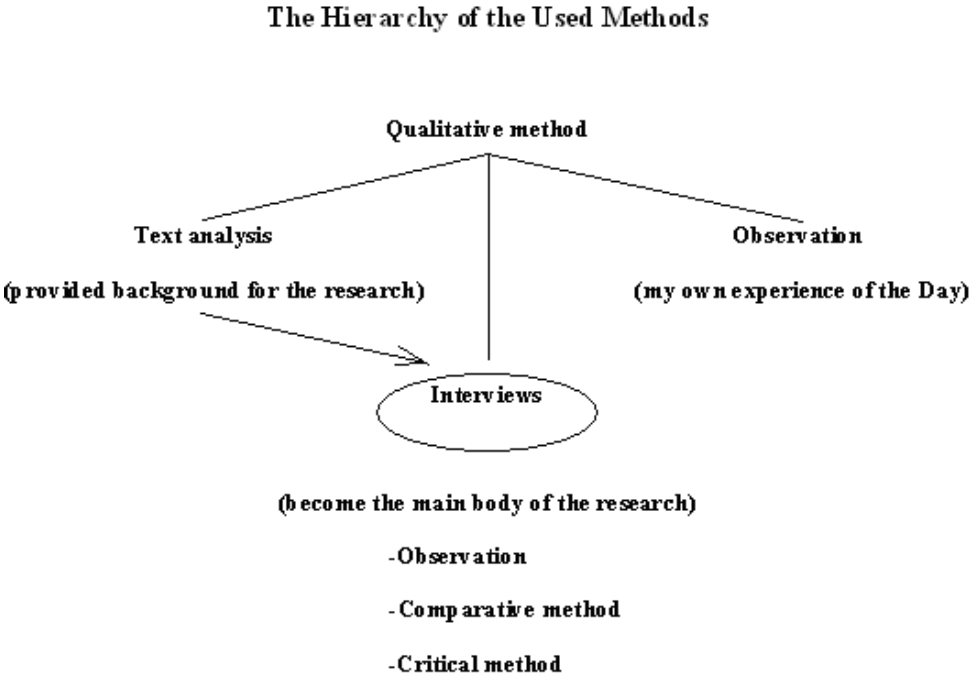 The Hierarchy of the Used Methods
Qualitative method
Text analysis
Observation
(provided background for the research)
(my own experience of the Day)
Interviews
(become the main body of the research)
-Observation
-Comparative method
-Critical method